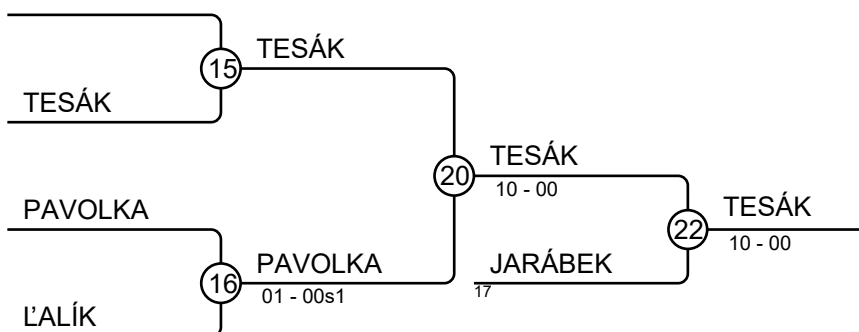 TESÁK
15
TESÁK
TESÁK
20
10 - 00
TESÁK
PAVOLKA
22
10 - 00
PAVOLKA
JARÁBEK
16
01 - 00s1
17
ĽALÍK